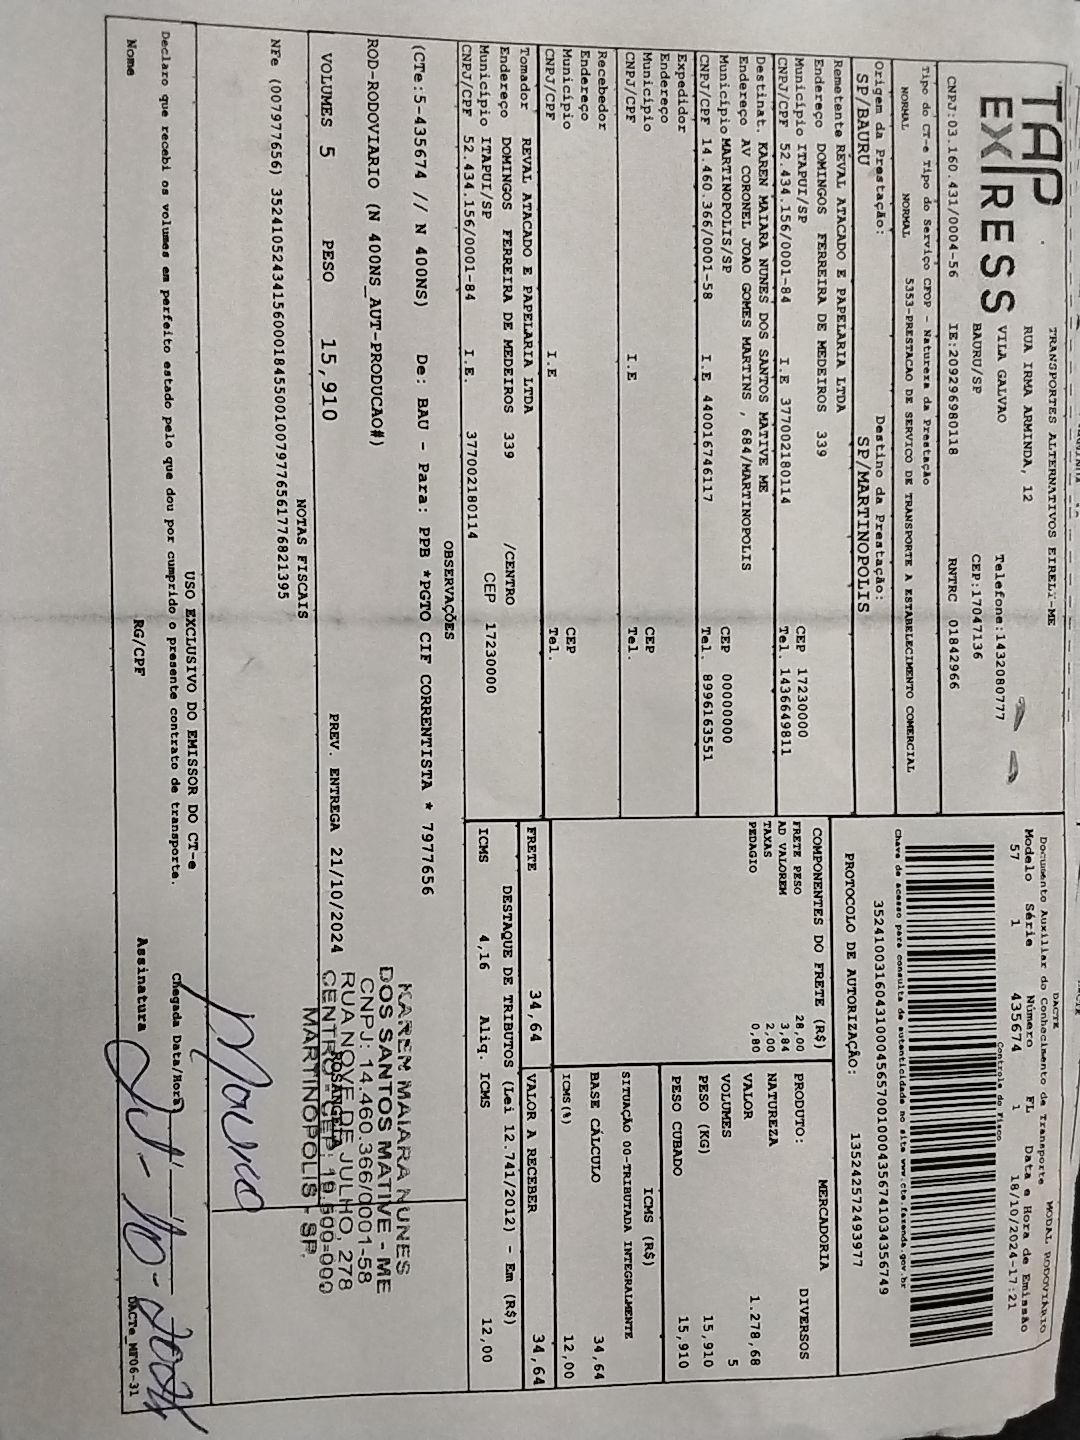 TAP
EXPRESS
TRANSPORTES ALTERNATIVOS EIRELI-ME
RUA IRMA ARMINDA, 12
VILA GALVAO
Telefone:1432080777
BAURU/SP
CEP:17047136
CNPJ:03.160.431/0004-56 IE:209296980118 RNTRC 01842966
Tipo do CT-e Tipo do Serviço CFOP - Natureza da Prestação
NORMAL NORMAL 5353-PRESTACAO DE SERVICO DE TRANSPORTE A ESTABELECIMENTO COMERCIAL
Origem da Prestação: Destino da Prestação:
SP/BAURU SP/MARTINOPOLIS
Remetente REVAL ATACADO E PAPELARIA LTDA
Endereço DOMINGOS FERREIRA DE MEDEIROS 339
Município ITAPUI/SP CEP 17230000
CNPJ/CPF 52.434.156/0001-84 I.E 377002180114 Tel. 1436649811
Destinat. KAREN MAIARA NUNES DOS SANTOS MATIVE ME
Endereço AV CORONEL JOAO GOMES MARTINS , 684/MARTINOPOLIS
Município MARTINOPOLIS/SP CEP 00000000
CNPJ/CPF 14.460.366/0001-58 I.E 440016746117 Tel. 8996163551
Expedidor
Endereço
Município CEP
CNPJ/CPF I.E Tel.
Recebedor
Endereço
Município CEP
CNPJ/CPF I.E Tel.
Tomador REVAL ATACADO E PAPELARIA LTDA
Endereço DOMINGOS FERREIRA DE MEDEIROS 339 /CENTRO
Município ITAPUI/SP CEP 17230000
CNPJ/CPF 52.434.156/0001-84 I.E. 377002180114
DACTE
Documento Auxiliar do Conhecimento de Transporte MODAL RODOVIÁRIO
Modelo Série Número FL Data e Hora de Emissão
57 1 435674 1 18/10/2024-17:21
Controle do Fisco
35241003160431000456570010004356741034356749
Chave de acesso para consulta de autenticidade no site www.cte.fazenda.gov.br
PROTOCOLO DE AUTORIZAÇÃO: 135242572493977
COMPONENTES DO FRETE (R$)
FRETE PESO 28,00
AD VALOREM 3,84
TAXAS 2,00
PEDAGIO 0,80
MERCADORIA
PRODUTO: DIVERSOS
NATUREZA
VALOR 1.278,68
VOLUMES 5
PESO (KG) 15,910
PESO CUBADO 15,910
ICMS (R$)
SITUAÇÃO 00-TRIBUTADA INTEGRALMENTE
BASE CÁLCULO 34,64
ICMS(%) 12,00
FRETE 34,64 VALOR A RECEBER 34,64
DESTAQUE DE TRIBUTOS (Lei 12.741/2012) - Em (R$)
ICMS 4,16 Aliq. ICMS 12,00
OBSERVAÇÕES
(CTe:5-435674 // N 400NS) De: BAU - Para: PPB *PGTO CIF CORRENTISTA * 7977656
ROD-RODOVIARIO (N 400NS_AUT-PRODUCAO#)
VOLUMES 5 PESO 15,910 PREV. ENTREGA 21/10/2024
KAREM MAIARA NUNES
DOS SANTOS MATIVE - ME
CNPJ: 14.460.366/0001-58
RUA NOVE DE JULHO, 278
CENTRO - CEP: 19.500-000
MARTINÓPOLIS - SP.
NOTAS FISCAIS
NFe (007977656) 35241052434156000184550010079776561776821395
USO EXCLUSIVO DO EMISSOR DO CT-e
Declaro que recebi os volumes em perfeito estado pelo que dou por cumprido o presente contrato de transporte. Chegada Data/Hora
Nome RG/CPF Assinatura
21-10-2024
DACTe_MF06-31